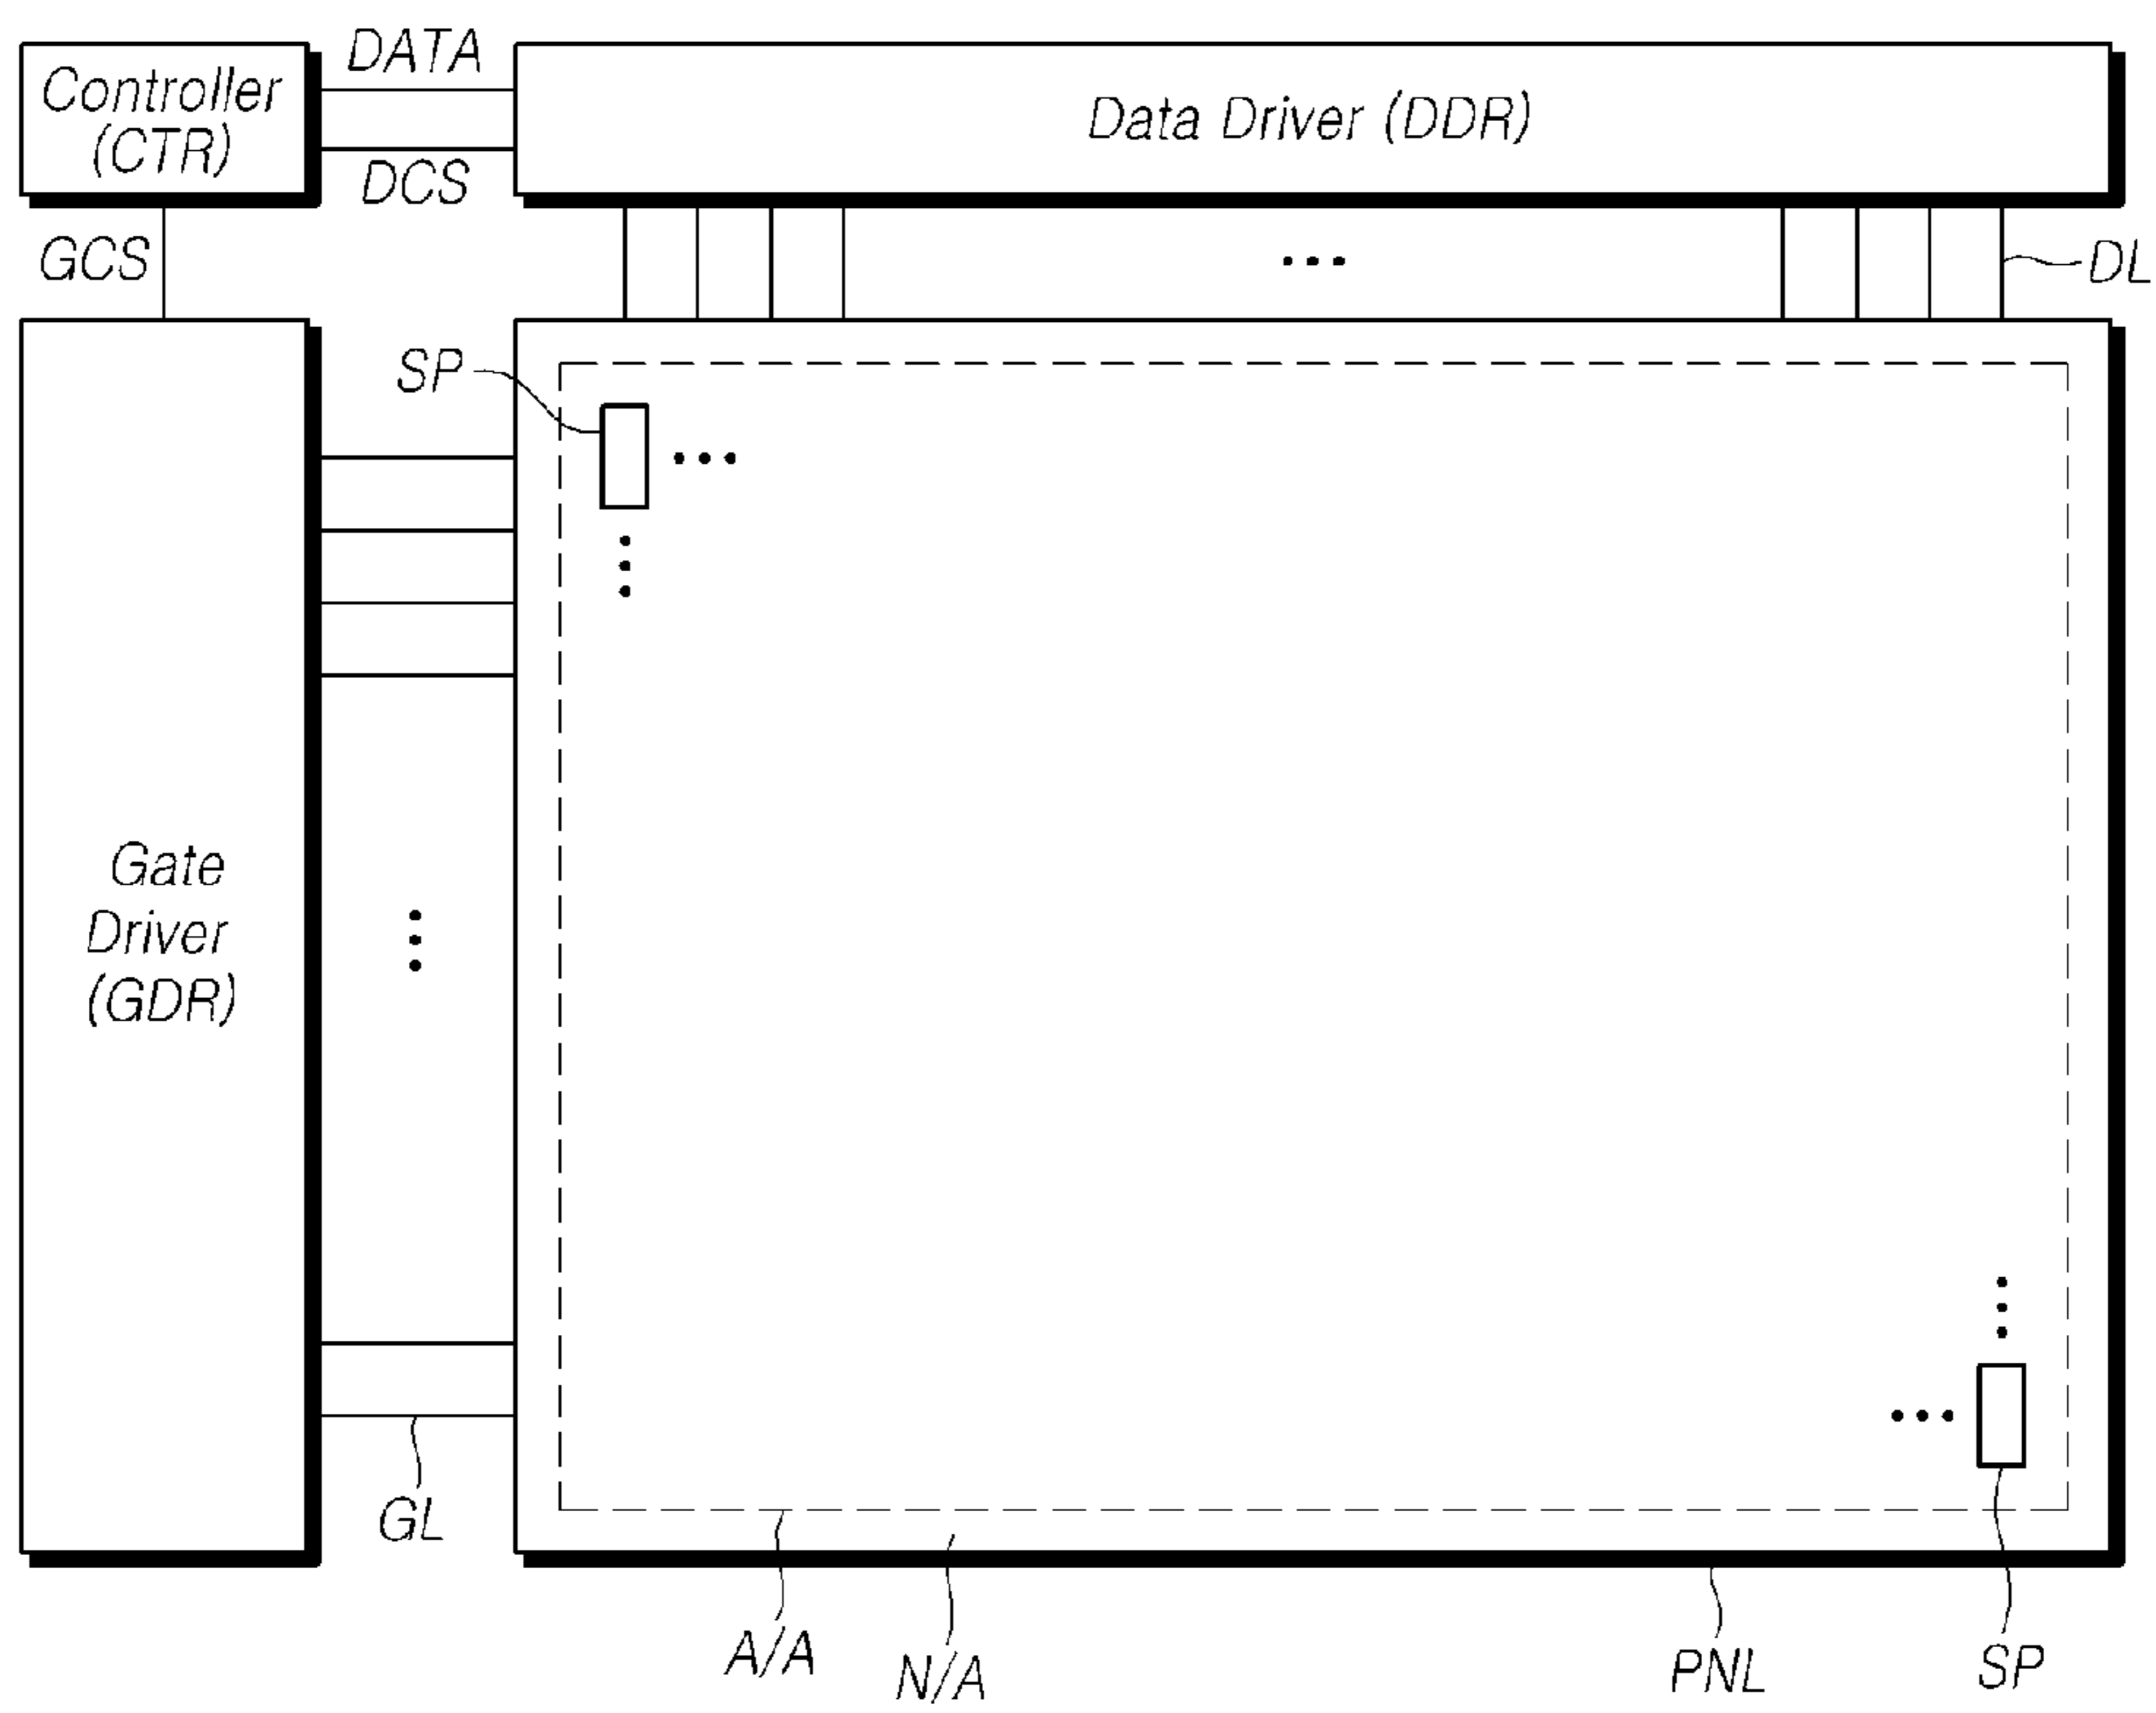 DATA
Controller
(CTR)
Data Driver (DDR)
DCS
GCS
DL
SP
Gate
Driver
(GDR)
GL
A/A
N/A
PNL
SP